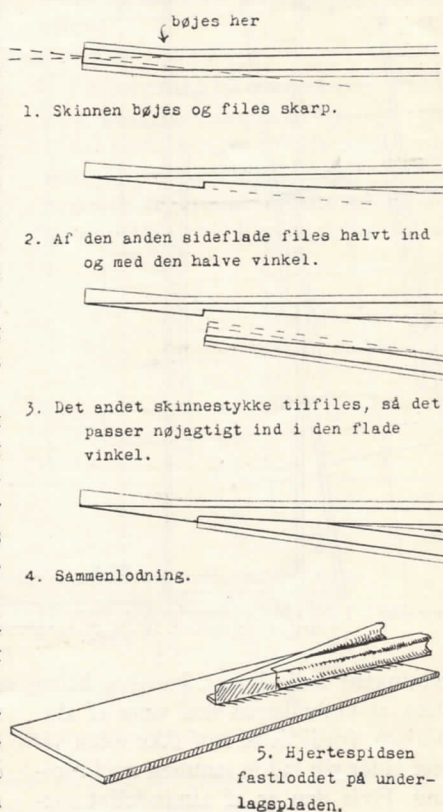 bøjes her
1. Skinnen bøjes og files skarp.
2. Af den anden sideflade files halvt ind
og med den halve vinkel.
3. Det andet skinnestykke tilfiles, så det
passer nøjagtigt ind i den flade
vinkel.
4. Sammenlodning.
5. Hjertespidsen
fastloddet på under-
lagspladen.